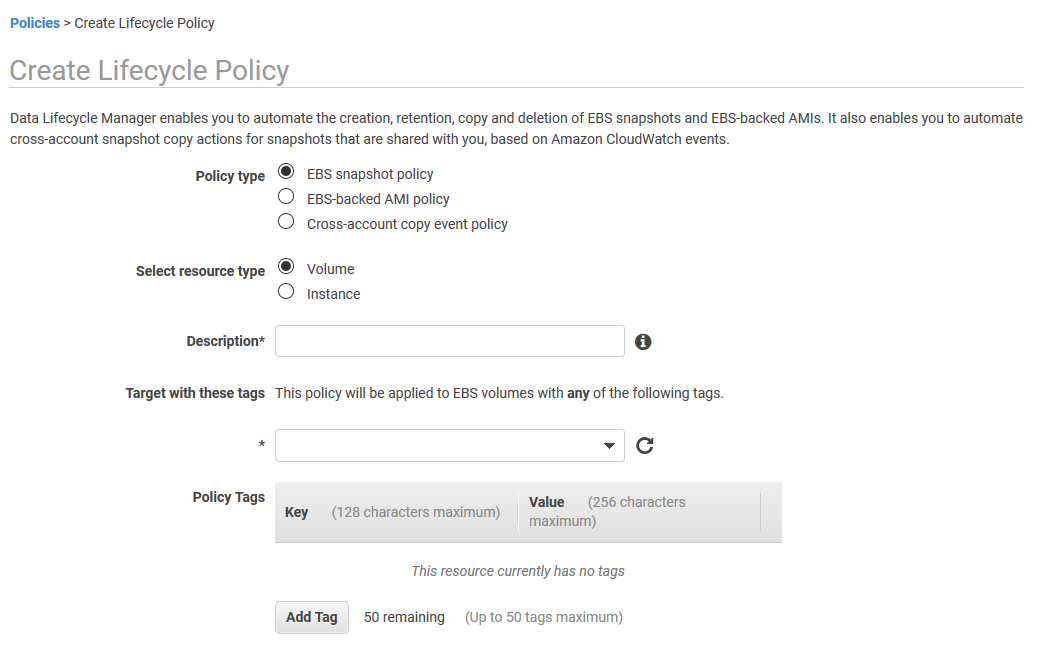 Policies > Create Lifecycle Policy
Create Lifecycle Policy
Data Lifecycle Manager enables you to automate the creation, retention, copy and deletion of EBS snapshots and EBS-backed AMIs. It also enables you to automate
cross-account snapshot copy actions for snapshots that are shared with you, based on Amazon CloudWatch events.
Policy type
EBS snapshot policy
EBS-backed AMI policy
Cross-account copy event policy
Select resource type
Volume
Instance
Description*
Target with these tags This policy will be applied to EBS volumes with any of the following tags.
*
Policy Tags
Key (128 characters maximum)
Value (256 characters
maximum)
This resource currently has no tags
Add Tag 50 remaining (Up to 50 tags maximum)